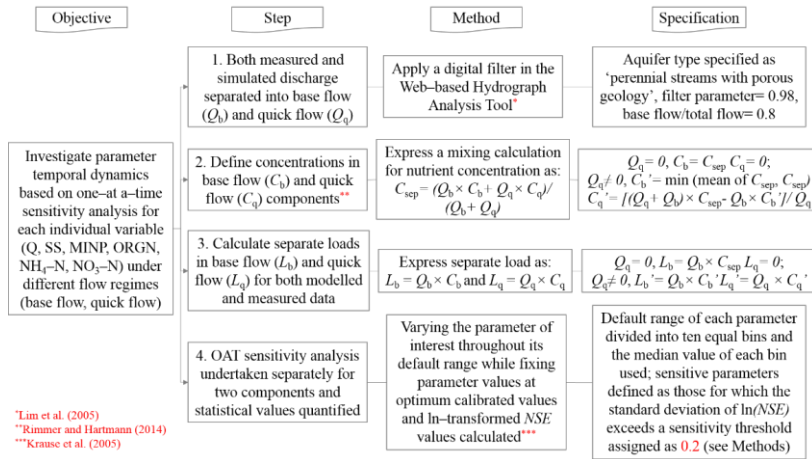 Objective
Step
Method
Specification
Investigate parameter
temporal dynamics
based on one–at a–time
sensitivity analysis for
each individual variable
(Q, SS, MINP, ORGN,
NH4–N, NO3–N) under
different flow regimes
(base flow, quick flow)
1. Both measured and
simulated discharge
separated into base flow
(Qb) and quick flow (Qq)
Apply a digital filter in the
Web–based Hydrograph
Analysis Tool*
Aquifer type specified as
‘perennial streams with porous
geology’, filter parameter= 0.98,
base flow/total flow= 0.8
2. Define concentrations in
base flow (Cb) and quick
flow (Cq) components**
Express a mixing calculation
for nutrient concentration as:
Csep = (Qb × Cb + Qq × Cq)/
(Qb + Qq)
Qq = 0, Cb = Csep Cq = 0;
Qq ≠ 0, Cb’= min (mean of Csep, Csep)
Cq’= [(Qq + Qb) × Csep - Qb × Cb’]/ Qq
3. Calculate separate loads
in base flow (Lb) and quick
flow (Lq) for both modelled
and measured data
Express separate load as:
Lb = Qb × Cb and Lq = Qq × Cq
Qq = 0, Lb = Qb × Csep Lq = 0;
Qq ≠ 0, Lb’= Qb × Cb’ Lq’= Qq × Cq’
4. OAT sensitivity analysis
undertaken separately for
two components and
statistical values quantified
Varying the parameter of
interest throughout its
default range while fixing
parameter values at
optimum calibrated values
and ln–transformed NSE
values calculated***
Default range of each parameter
divided into ten equal bins and
the median value of each bin
used; sensitive parameters
defined as those for which the
standard deviation of ln(NSE)
exceeds a sensitivity threshold
assigned as 0.2 (see Methods)
*Lim et al. (2005)
**Rimmer and Hartmann (2014)
***Krause et al. (2005)